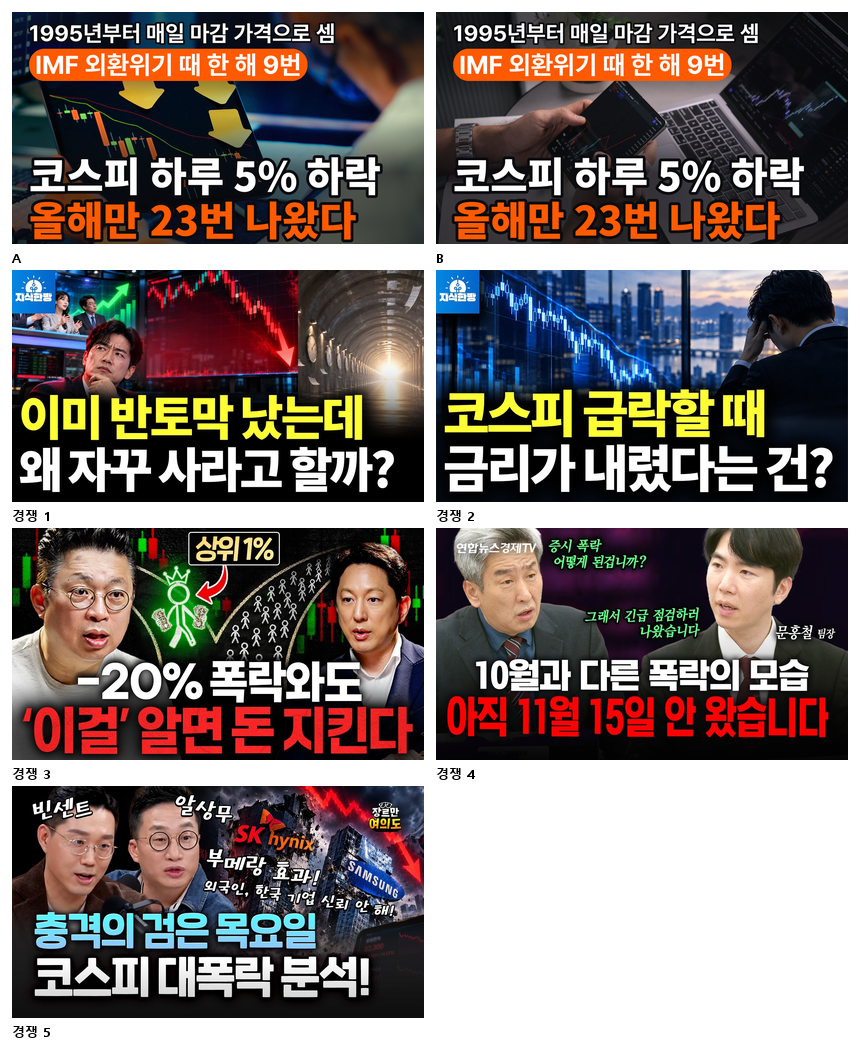 1995년부터 매일 마감 가격으로 셈
IMF 외환위기 때 한 해 9번
코스피 하루 5% 하락
올해만 23번 나왔다
A
1995년부터 매일 마감 가격으로 셈
IMF 외환위기 때 한 해 9번
코스피 하루 5% 하락
올해만 23번 나왔다
B
지식한방
이미 반토막 났는데
왜 자꾸 사라고 할까?
경쟁 1
지식한방
코스피 급락할 때
금리가 내렸다는 건?
경쟁 2
상위 1%
-20% 폭락와도
'이걸' 알면 돈 지킨다
경쟁 3
연합뉴스경제TV
증시 폭락
어떻게 된겁니까?
그래서 긴급 점검하러
나왔습니다
문홍철 팀장
10월과 다른 폭락의 모습
아직 11월 15일 안 왔습니다
경쟁 4
빈센트
알상무
장르만
여의도
SK hynix
부메랑 효과!
외국인, 한국 기업 신뢰 안 해!
SAMSUNG
충격의 검은 목요일
코스피 대폭락 분석!
경쟁 5